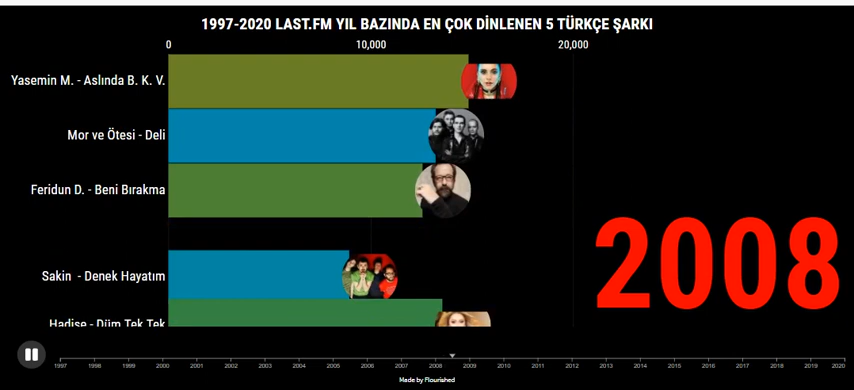 1997-2020 LAST.FM YIL BAZINDA EN ÇOK DİNLENEN 5 TÜRKÇE ŞARKI
0 10,000 20,000
Yasemin M. - Aslında B. K. V.
Mor ve Ötesi - Deli
Feridun D. - Beni Bırakma
Sakin - Denek Hayatım
Hadise - Düm Tek Tek
2008
1997 1998 1999 2000 2001 2002 2003 2004 2005 2006 2007 2008 2009 2010 2011 2012 2013 2014 2015 2016 2017 2018 2019 2020
Made by Flourished